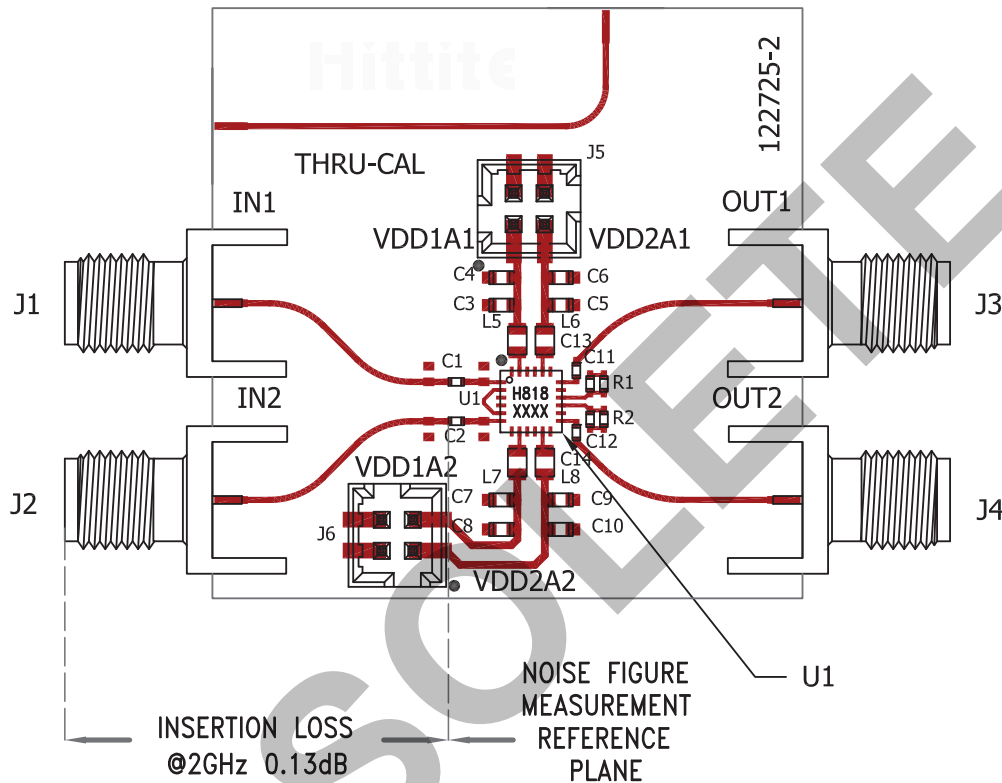 Hittite
122725-2
THRU-CAL
J5
IN1
OUT1
VDD1A1
VDD2A1
C4
C6
C3
C5
J1
J3
L5
L6
C13
C11
C1
R1
U1
H818
XXXX
IN2
OUT2
R2
C2
C12
VDD1A2
C14
L7
L8
J2
J4
C7
C9
J6
C8
C10
VDD2A2
U1
NOISE FIGURE
MEASUREMENT
REFERENCE
PLANE
INSERTION LOSS
@2GHz 0.13dB
SOLETE